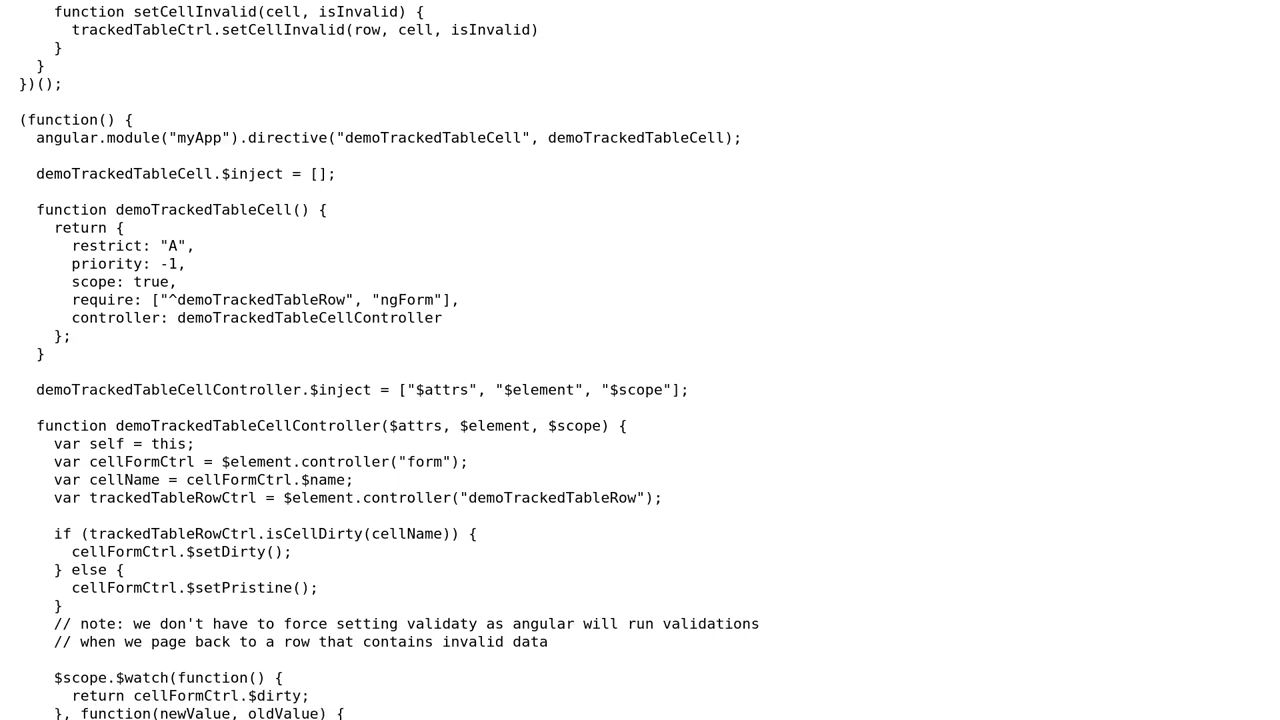 function setCellInvalid(cell, isInvalid) {
trackedTableCtrl.setCellInvalid(row, cell, isInvalid)
}
}
})();
(function() {
angular.module("myApp").directive("demoTrackedTableCell", demoTrackedTableCell);
demoTrackedTableCell.$inject = [];
function demoTrackedTableCell() {
return {
restrict: "A",
priority: -1,
scope: true,
require: ["^demoTrackedTableRow", "ngForm"],
controller: demoTrackedTableCellController
};
}
demoTrackedTableCellController.$inject = ["$attrs", "$element", "$scope"];
function demoTrackedTableCellController($attrs, $element, $scope) {
var self = this;
var cellFormCtrl = $element.controller("form");
var cellName = cellFormCtrl.$name;
var trackedTableRowCtrl = $element.controller("demoTrackedTableRow");
if (trackedTableRowCtrl.isCellDirty(cellName)) {
cellFormCtrl.$setDirty();
} else {
cellFormCtrl.$setPristine();
}
// note: we don't have to force setting validaty as angular will run validations
// when we page back to a row that contains invalid data
$scope.$watch(function() {
return cellFormCtrl.$dirty;
}, function(newValue, oldValue) {